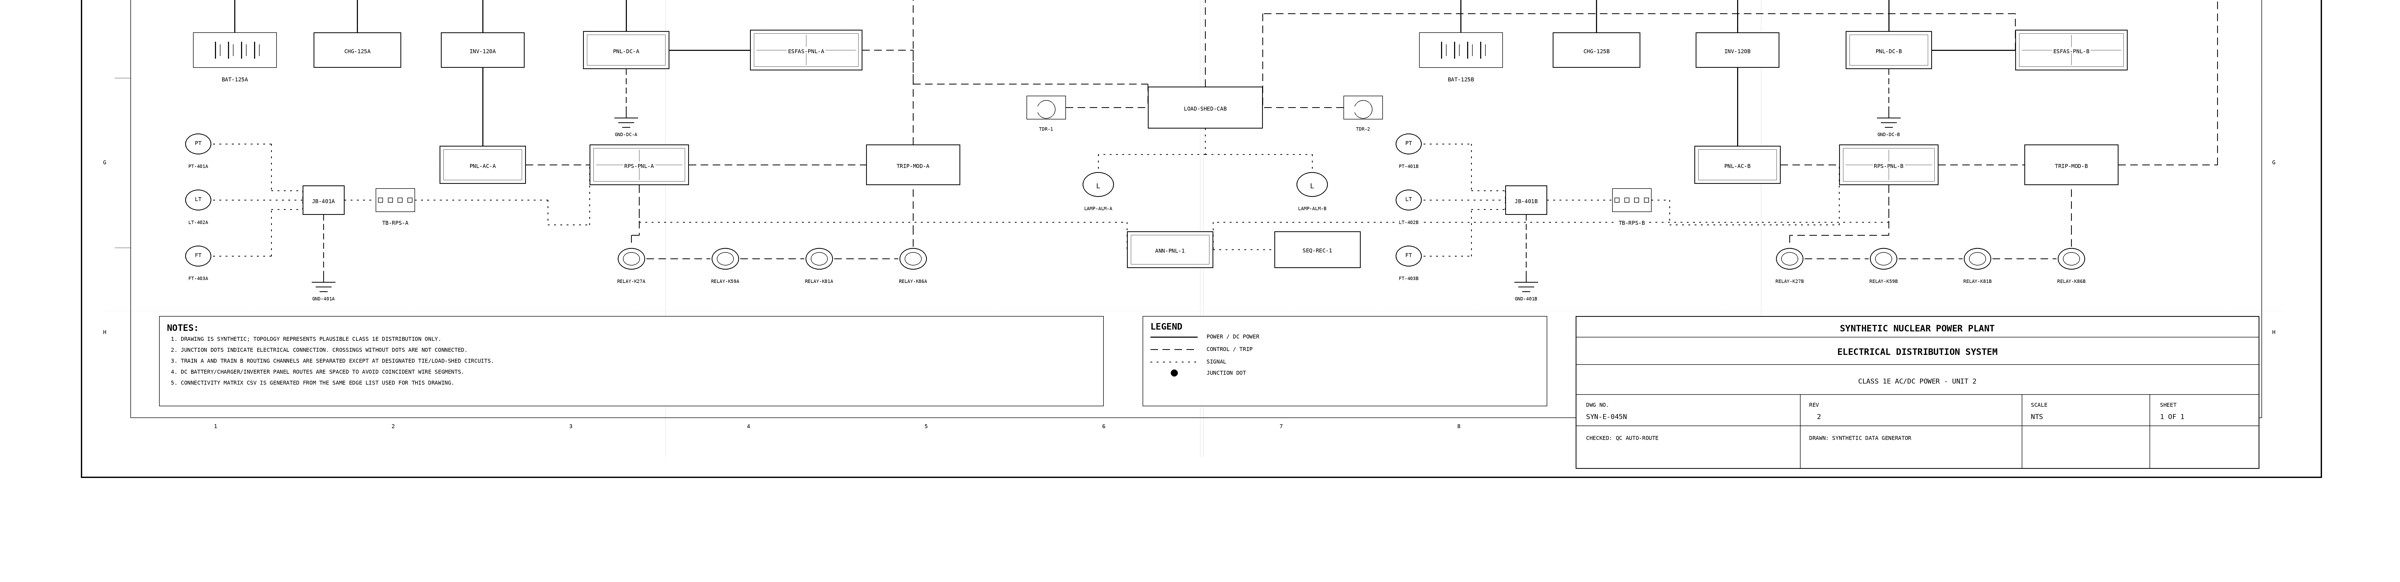 CHG-125A
INV-120A
PNL-DC-A
ESFAS-PNL-A
CHG-125B
INV-120B
PNL-DC-B
ESFAS-PNL-B
BAT-125A
BAT-125B
LOAD-SHED-CAB
TDR-1
TDR-2
GND-DC-A
GND-DC-B
PT
PT
G
PT-401A
PNL-AC-A
RPS-PNL-A
TRIP-MOD-A
PT-401B
PNL-AC-B
RPS-PNL-B
TRIP-MOD-B
G
L
L
LT
JB-401A
LT
JB-401B
LAMP-ALM-A
LAMP-ALM-B
LT-402A
TB-RPS-A
LT-402B
TB-RPS-B
FT
ANN-PNL-1
SEQ-REC-1
FT
FT-403A
RELAY-K27A
RELAY-K59A
RELAY-K81A
RELAY-K86A
FT-403B
RELAY-K27B
RELAY-K59B
RELAY-K81B
RELAY-K86B
GND-401A
GND-401B
H
H
NOTES:
1. DRAWING IS SYNTHETIC; TOPOLOGY REPRESENTS PLAUSIBLE CLASS 1E DISTRIBUTION ONLY.
2. JUNCTION DOTS INDICATE ELECTRICAL CONNECTION. CROSSINGS WITHOUT DOTS ARE NOT CONNECTED.
3. TRAIN A AND TRAIN B ROUTING CHANNELS ARE SEPARATED EXCEPT AT DESIGNATED TIE/LOAD-SHED CIRCUITS.
4. DC BATTERY/CHARGER/INVERTER PANEL ROUTES ARE SPACED TO AVOID COINCIDENT WIRE SEGMENTS.
5. CONNECTIVITY MATRIX CSV IS GENERATED FROM THE SAME EDGE LIST USED FOR THIS DRAWING.
LEGEND
POWER / DC POWER
CONTROL / TRIP
SIGNAL
JUNCTION DOT
SYNTHETIC NUCLEAR POWER PLANT
ELECTRICAL DISTRIBUTION SYSTEM
CLASS 1E AC/DC POWER - UNIT 2
DWG NO.
SYN-E-045N
REV
2
SCALE
NTS
SHEET
1 OF 1
CHECKED: QC AUTO-ROUTE
DRAWN: SYNTHETIC DATA GENERATOR
1 2 3 4 5 6 7 8